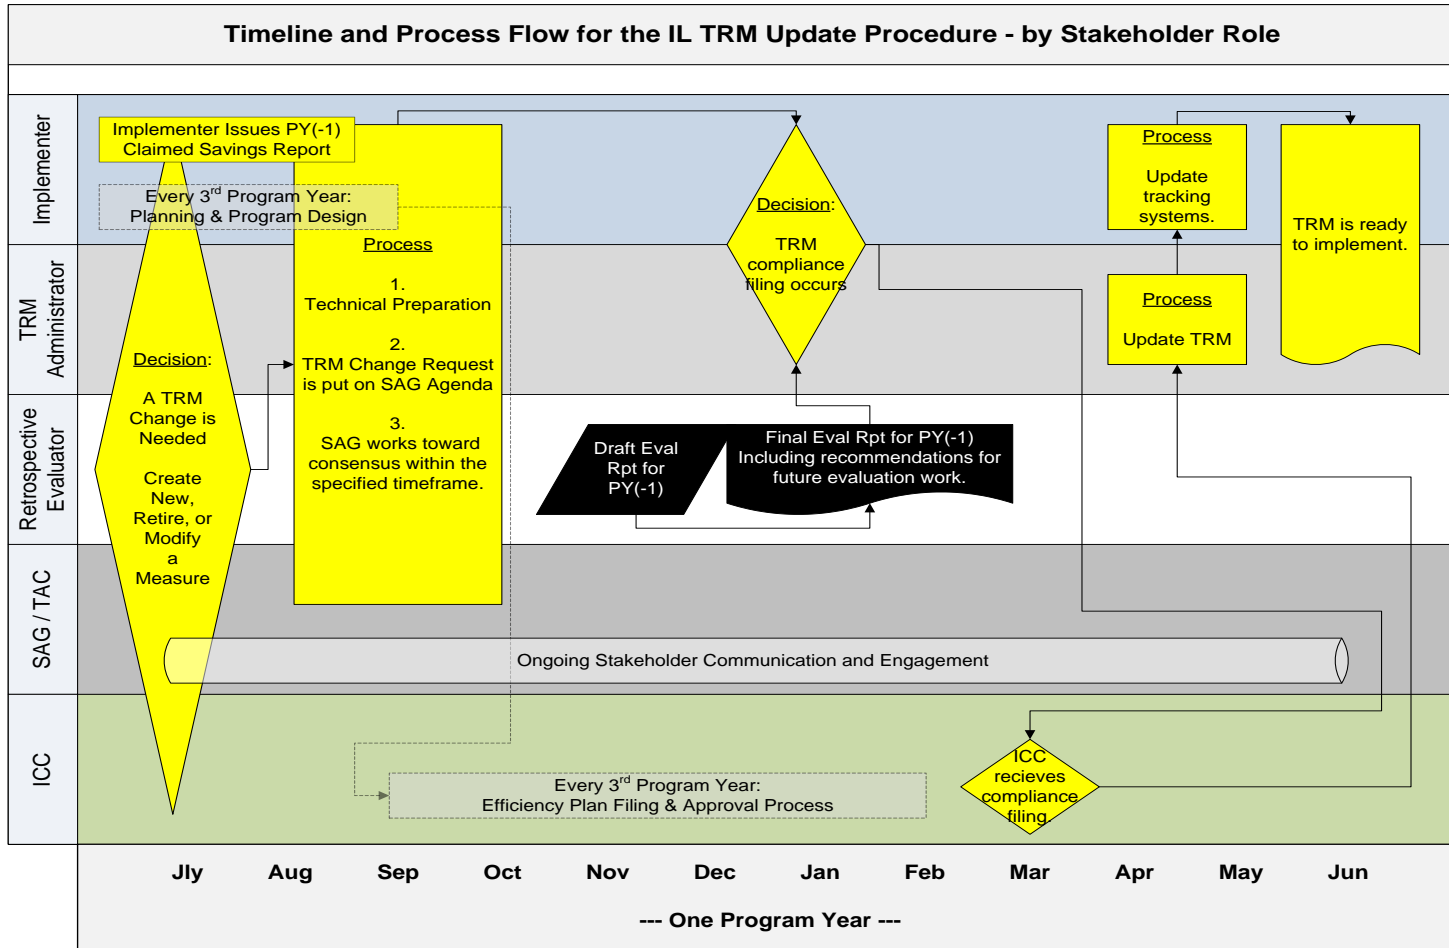 Timeline and Process Flow for the IL TRM Update Procedure - by Stakeholder Role
Implementer
Implementer Issues PY(-1)
Claimed Savings Report
Every 3rd Program Year:
Planning & Program Design
Process
1.
Technical Preparation
2.
TRM Change Request
is put on SAG Agenda
3.
SAG works toward
consensus within the
specified timeframe.
Decision:
TRM
compliance
filing occurs
Process
Update
tracking
systems.
TRM is ready
to implement.
TRM
Administrator
Decision:
A TRM
Change is
Needed
Create
New,
Retire, or
Modify
a
Measure
Process
Update TRM
Retrospective
Evaluator
Draft Eval
Rpt for
PY(-1)
Final Eval Rpt for PY(-1)
Including recommendations for
future evaluation work.
SAG / TAC
Ongoing Stakeholder Communication and Engagement
ICC
Every 3rd Program Year:
Efficiency Plan Filing & Approval Process
ICC
recieves
compliance
filing.
Jly Aug Sep Oct Nov Dec Jan Feb Mar Apr May Jun
--- One Program Year ---